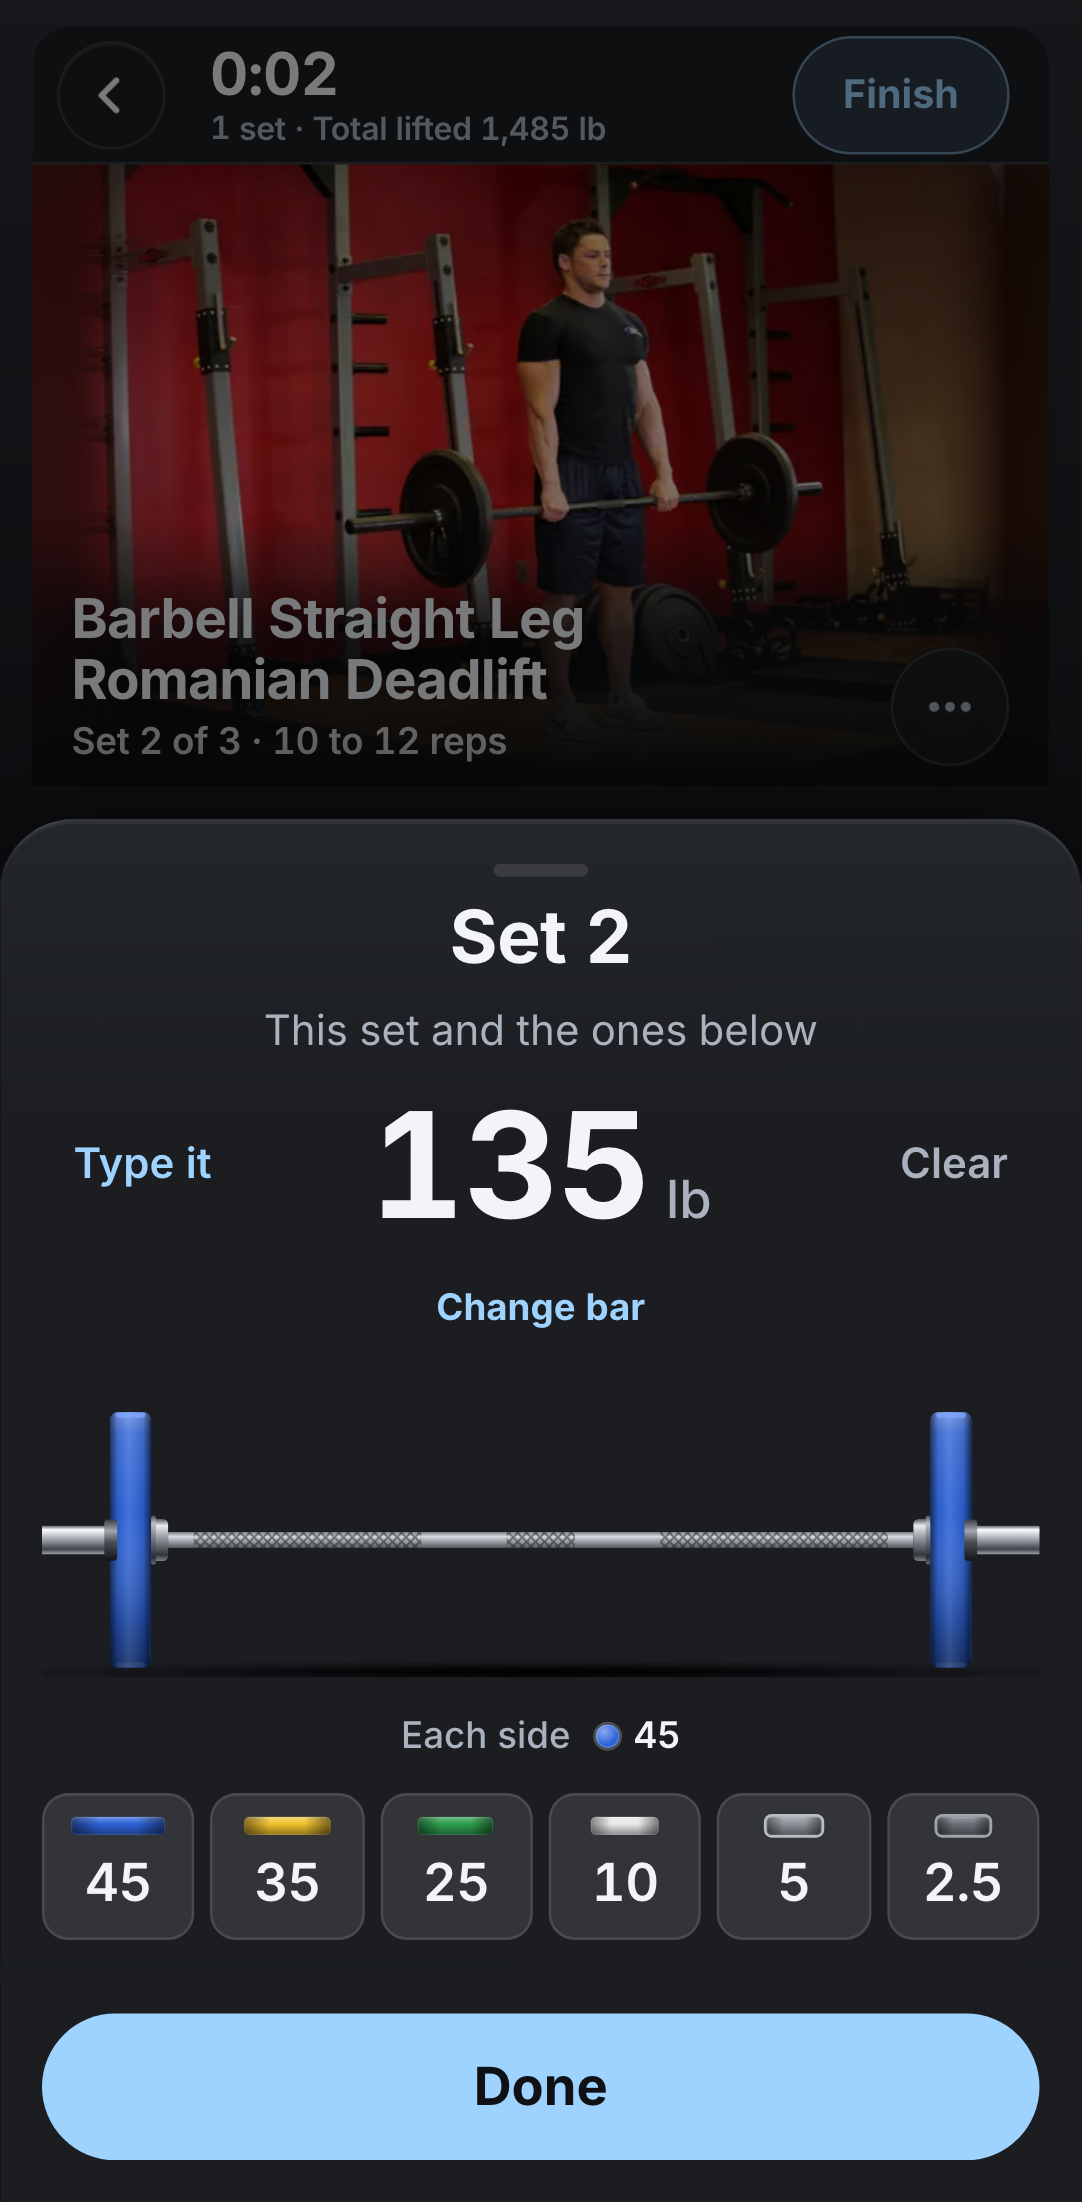 0:02
Finish
1 set · Total lifted 1,485 lb
Barbell Straight Leg
Romanian Deadlift
Set 2 of 3 · 10 to 12 reps
Set 2
This set and the ones below
Type it
135 lb
Clear
Change bar
Each side 45
45 35 25 10 5 2.5
Done